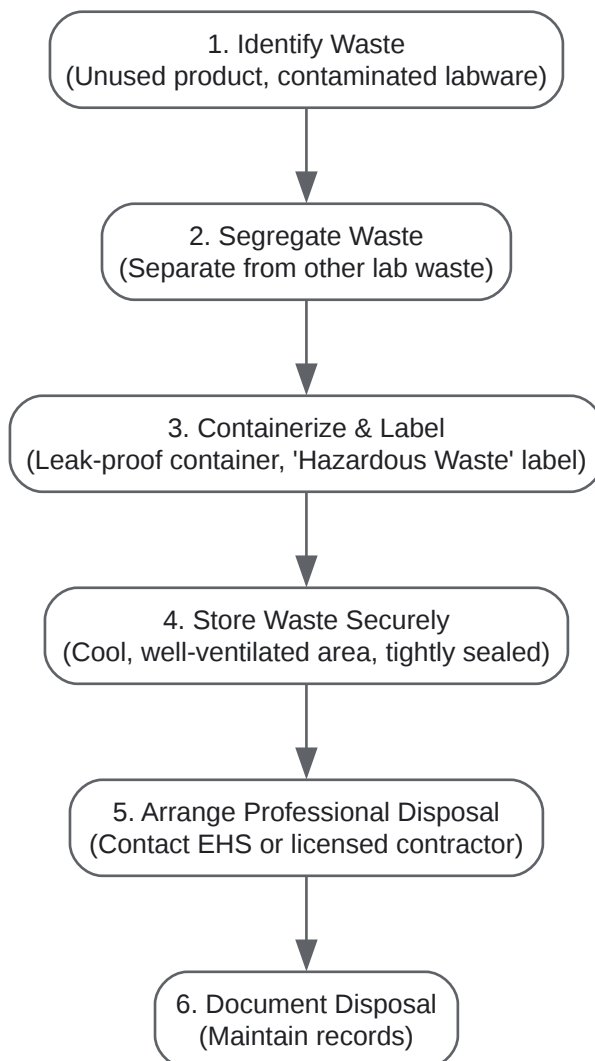 1. Identify Waste
(Unused product, contaminated labware)
2. Segregate Waste
(Separate from other lab waste)
3. Containerize & Label
(Leak-proof container, 'Hazardous Waste' label)
4. Store Waste Securely
(Cool, well-ventilated area, tightly sealed)
5. Arrange Professional Disposal
(Contact EHS or licensed contractor)
6. Document Disposal
(Maintain records)